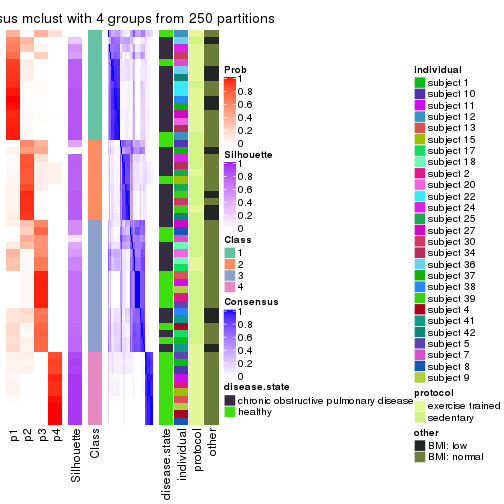 sus mclust with 4 groups from 250 partitions
Prob
1
0.8
0.6
0.4
0.2
0
Silhouette
1
0.8
0.6
0.4
0.2
0
Class
1
2
3
4
Consensus
1
0.8
0.6
0.4
0.2
0
disease.state
chronic obstructive pulmonary disease
healthy
individual
subject 1
subject 10
subject 11
subject 12
subject 13
subject 15
subject 17
subject 18
subject 2
subject 20
subject 22
subject 24
subject 25
subject 27
subject 30
subject 34
subject 36
subject 37
subject 38
subject 39
subject 4
subject 41
subject 42
subject 5
subject 7
subject 8
subject 9
protocol
exercise trained
sedentary
other
BMI: low
BMI: normal
p1
p2
p3
p4
Silhouette
Class
disease.state
individual
protocol
other